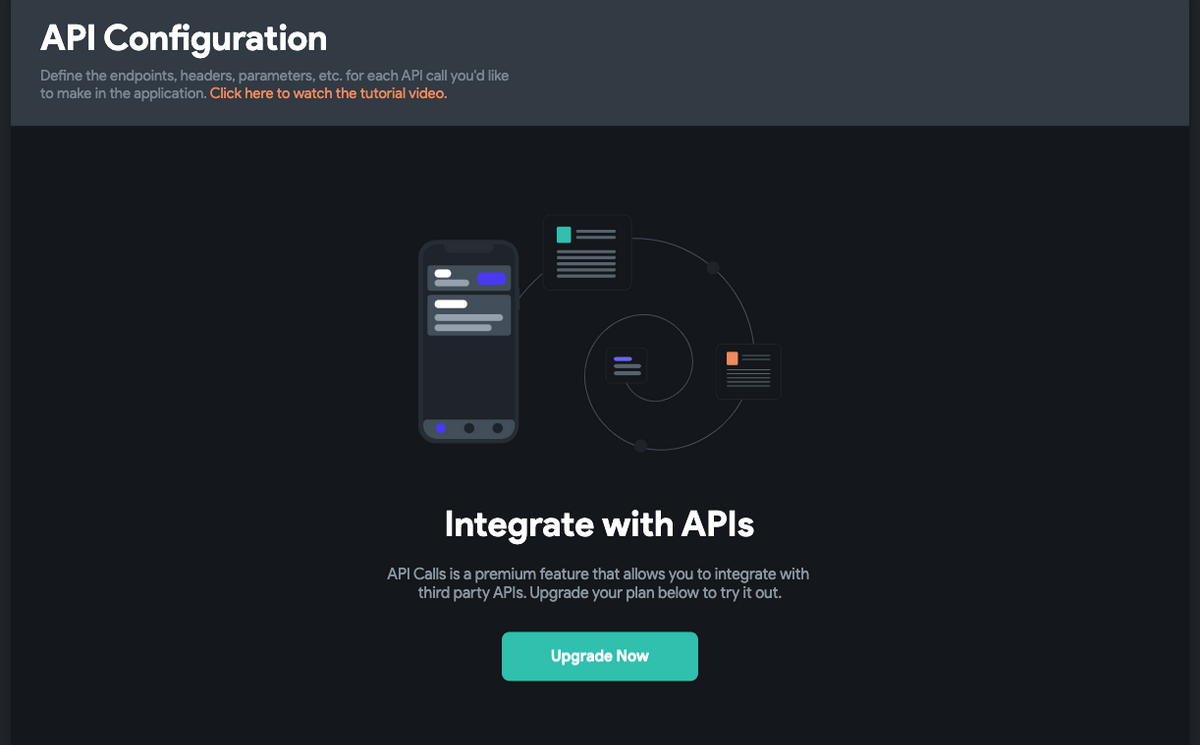 API Configuration
Define the endpoints, headers, parameters, etc. for each API call you'd like
to make in the application. Click here to watch the tutorial video.
Integrate with APIs
API Calls is a premium feature that allows you to integrate with
third party APIs. Upgrade your plan below to try it out.
Upgrade Now